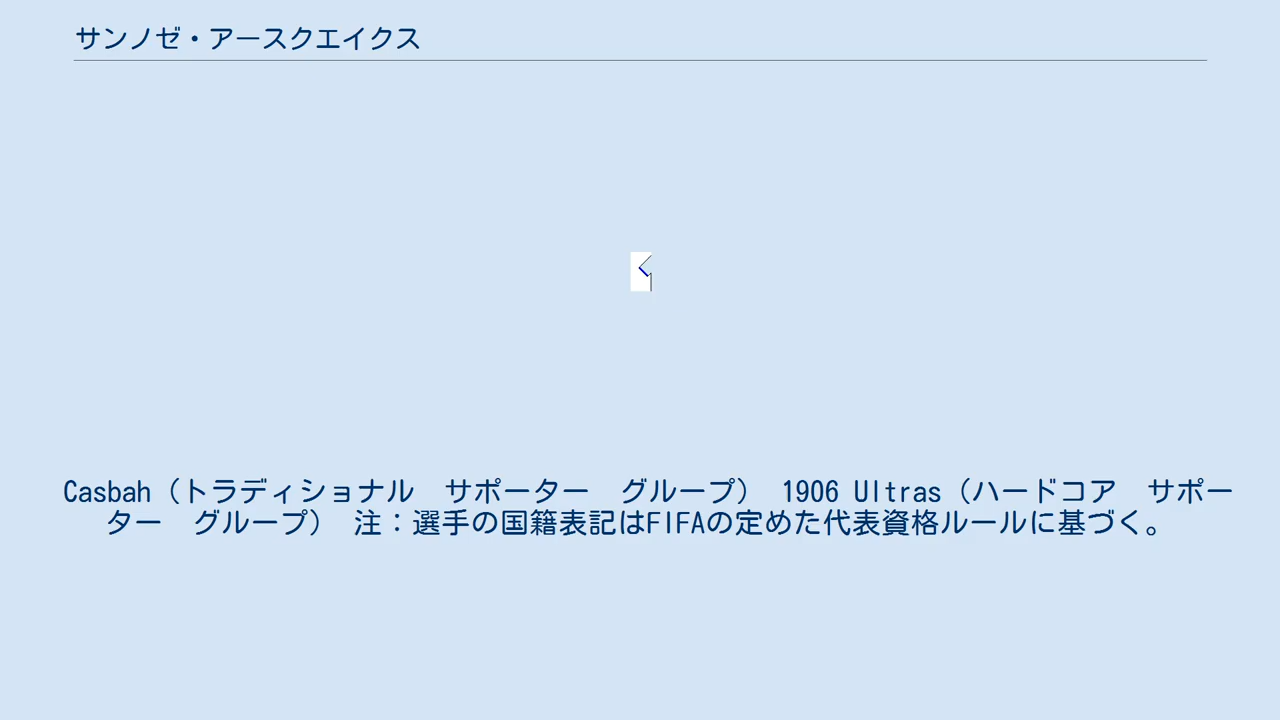 サンノゼ・アースクエイクス
Casbah（トラディショナル　サポーター　グループ） 1906 Ultras（ハードコア　サポー
ター　グループ） 注：選手の国籍表記はFIFAの定めた代表資格ルールに基づく。